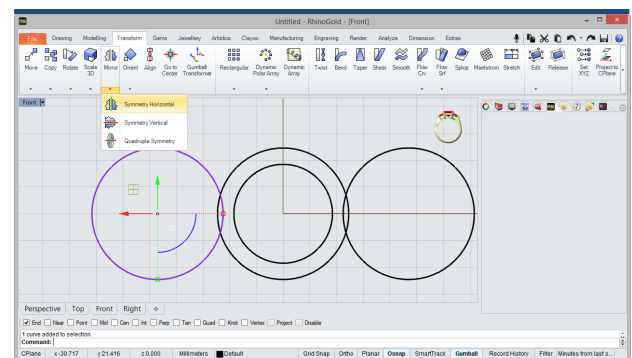 Untitled - RhinoGold - [Front]
File Drawing Modelling Transform Gems Jewellery Artistics Clayoo Manufacturing Engraving Render Analyze Dimension Extras
Move Copy Rotate Scale 3D Mirror Orient Align Go to Center Gumball Transformer Rectangular Dynamic Polar Array Dynamic Array Twist Bend Taper Shear Smooth Flow Crv Flow Srf Splop Maelstrom Stretch Edit Release Set XYZ Project to CPlane
Front
Symmetry Horizontal
Symmetry Vertical
Quadruple Symmetry
Perspective Top Front Right
End Near Point Mid Cen Int Perp Tan Quad Knot Vertex Project Disable
1 curve added to selection.
Command:
CPlane x -30.717 y 21.416 z 0.000 Millimeters Default Grid Snap Ortho Planar Osnap SmartTrack Gumball Record History Filter Minutes from last s...